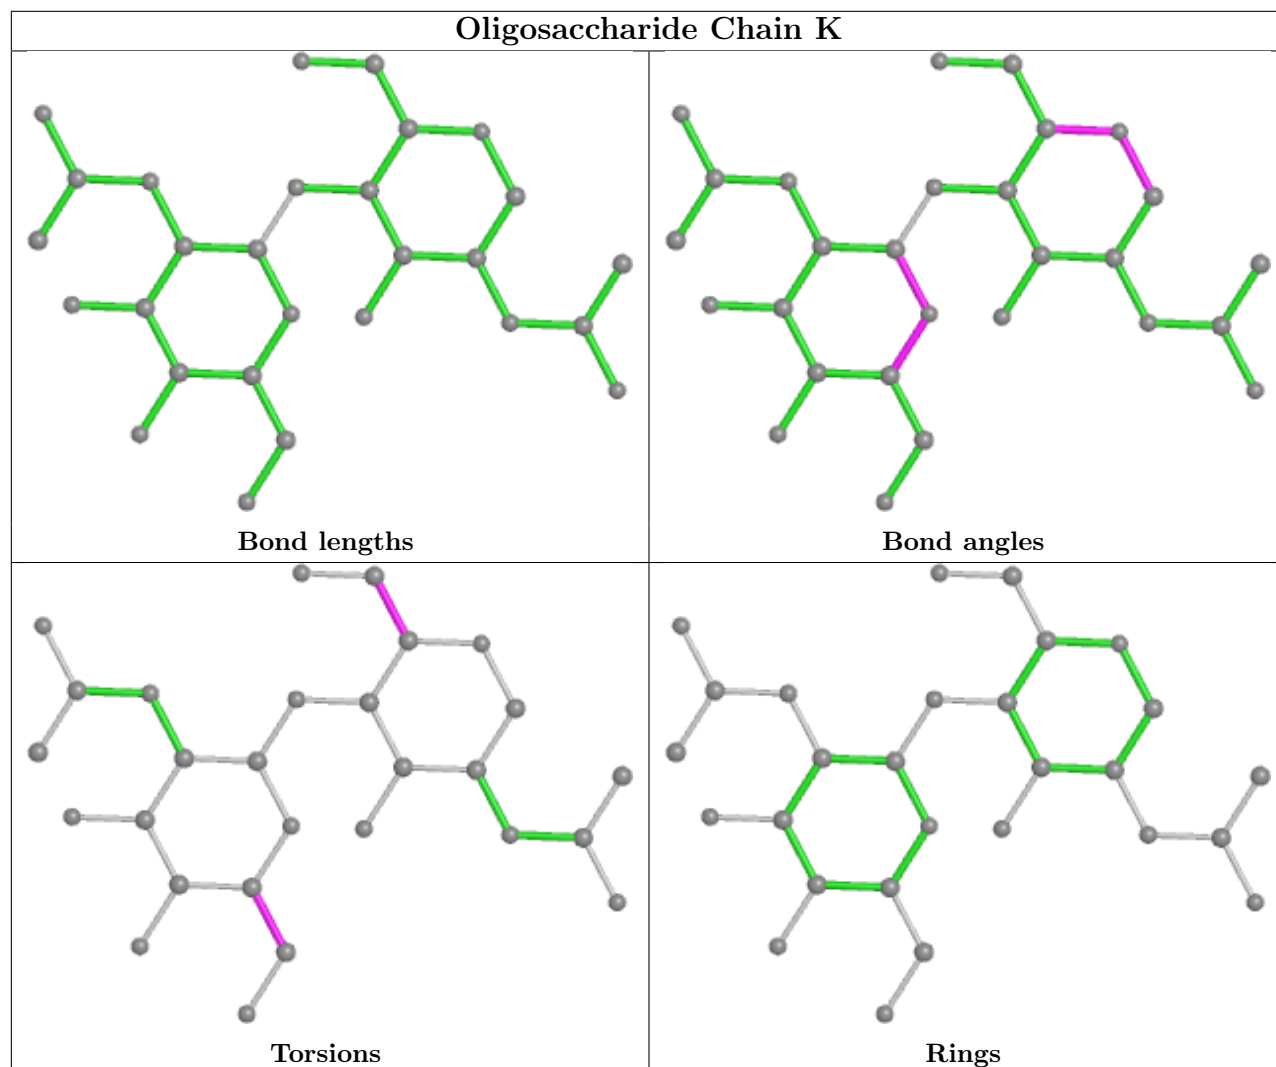 Oligosaccharide Chain K
Bond lengths
Bond angles
Torsions
Rings